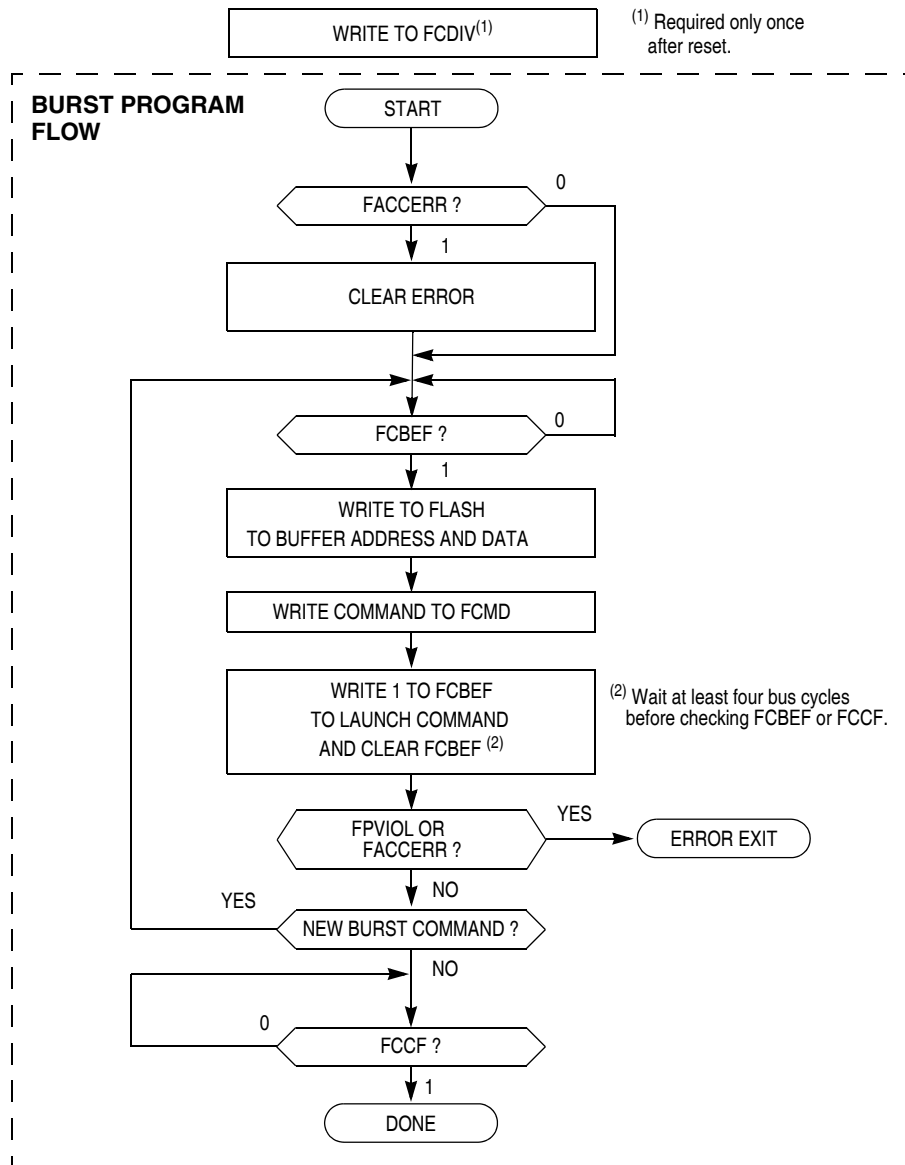 WRITE TO FCDIV(1)
(1) Required only once
after reset.
BURST PROGRAM
FLOW
START
0
FACCERR ?
1
CLEAR ERROR
FCBEF ?
0
1
WRITE TO FLASH
TO BUFFER ADDRESS AND DATA
WRITE COMMAND TO FCMD
WRITE 1 TO FCBEF
TO LAUNCH COMMAND
AND CLEAR FCBEF (2)
(2) Wait at least four bus cycles
before checking FCBEF or FCCF.
FPVIOL OR
FACCERR ?
YES
ERROR EXIT
NO
YES
NEW BURST COMMAND ?
NO
0
FCCF ?
1
DONE